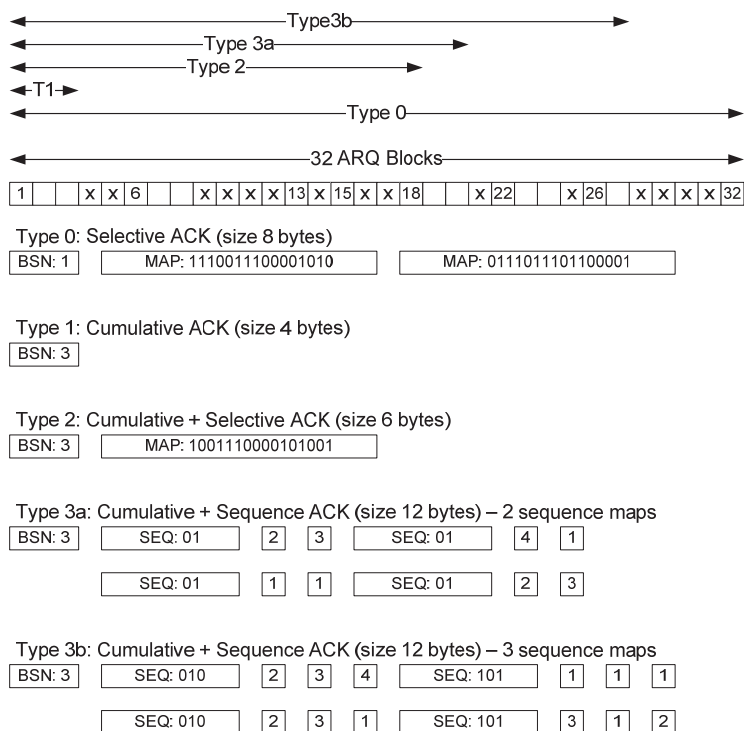 Type3b
Type 3a
Type 2
T1
Type 0
32 ARQ Blocks
1 x x 6 x x x x 13 x 15 x x 18 x 22 x 26 x x x x 32
Type 0: Selective ACK (size 8 bytes)
BSN: 1 MAP: 1110011100001010 MAP: 0111011101100001
Type 1: Cumulative ACK (size 4 bytes)
BSN: 3
Type 2: Cumulative + Selective ACK (size 6 bytes)
BSN: 3 MAP: 1001110000101001
Type 3a: Cumulative + Sequence ACK (size 12 bytes) – 2 sequence maps
BSN: 3 SEQ: 01 2 3 SEQ: 01 4 1
SEQ: 01 1 1 SEQ: 01 2 3
Type 3b: Cumulative + Sequence ACK (size 12 bytes) – 3 sequence maps
BSN: 3 SEQ: 010 2 3 4 SEQ: 101 1 1 1
SEQ: 010 2 3 1 SEQ: 101 3 1 2